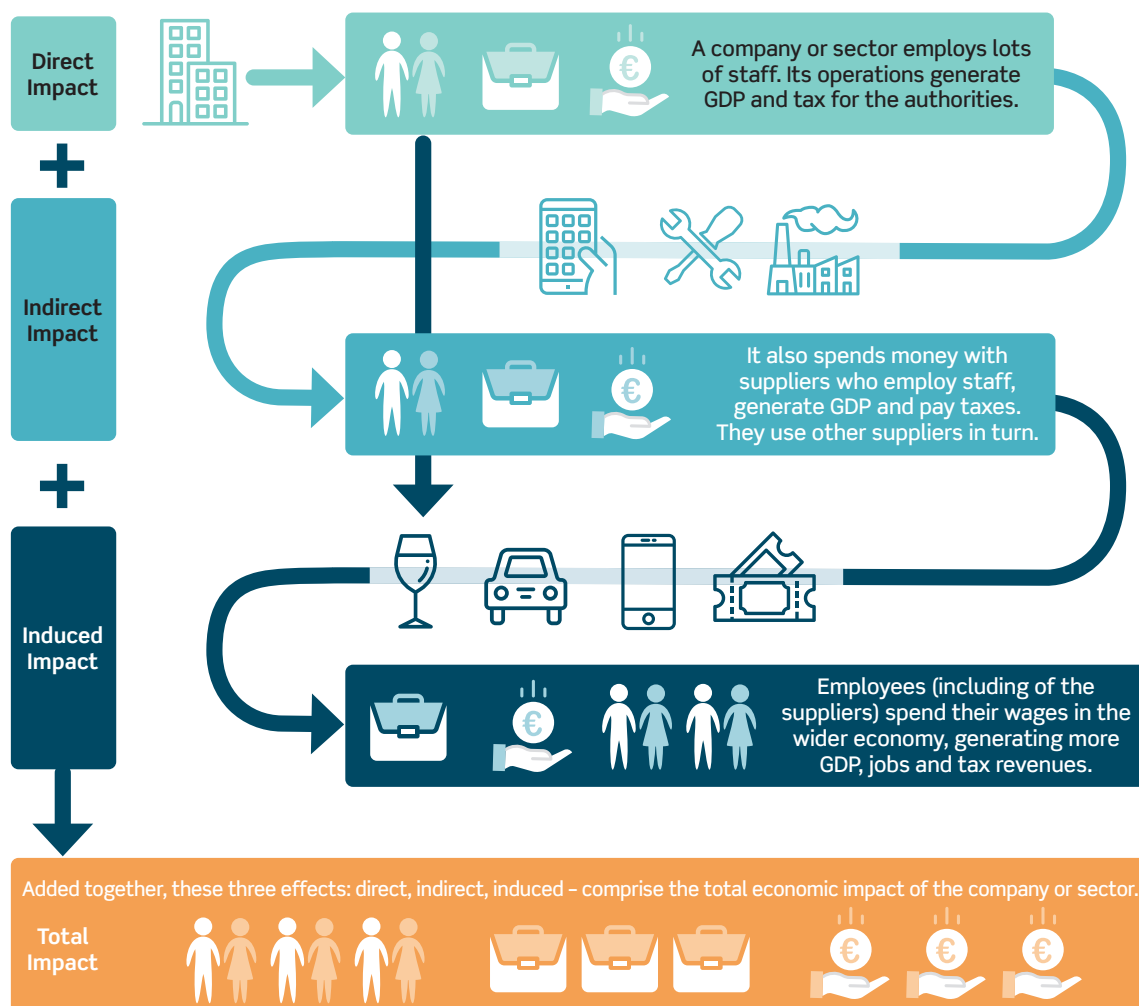 Direct
Impact
A company or sector employs lots
of staff. Its operations generate
GDP and tax for the authorities.
€
+
Indirect
Impact
It also spends money with
suppliers who employ staff,
generate GDP and pay taxes.
They use other suppliers in turn.
€
+
Induced
Impact
€
Employees (including of the
suppliers) spend their wages in the
wider economy, generating more
GDP, jobs and tax revenues.
Added together, these three effects: direct, indirect, induced – comprise the total economic impact of the company or sector.
Total
Impact
€ € €